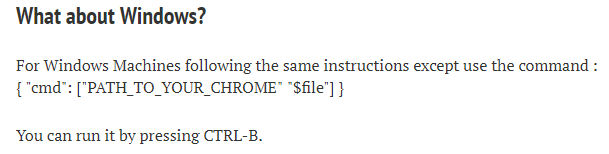 What about Windows?
For Windows Machines following the same instructions except use the command :
{ "cmd": ["PATH_TO_YOUR_CHROME" "$file"] }
You can run it by pressing CTRL-B.